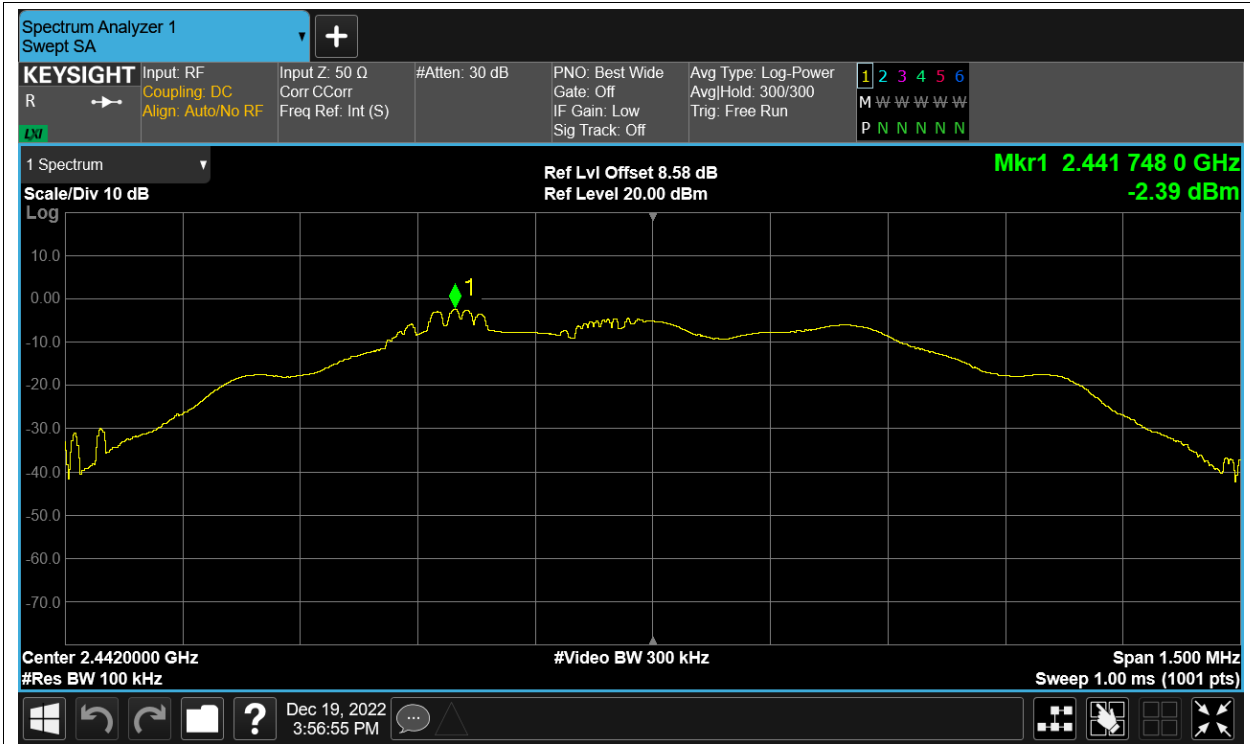 Spectrum Analyzer 1
Swept SA
KEYSIGHT
R
LXI
Input: RF
Coupling: DC
Align: Auto/No RF
Input Z: 50 Ω
Corr CCorr
Freq Ref: Int (S)
#Atten: 30 dB
PNO: Best Wide
Gate: Off
IF Gain: Low
Sig Track: Off
Avg Type: Log-Power
Avg|Hold: 300/300
Trig: Free Run
1 2 3 4 5 6
M W W W W W
P N N N N N
1 Spectrum
Scale/Div 10 dB
Log
Ref Lvl Offset 8.58 dB
Ref Level 20.00 dBm
Mkr1 2.441 748 0 GHz
-2.39 dBm
10.0
0.00
-10.0
-20.0
-30.0
-40.0
-50.0
-60.0
-70.0
1
Center 2.4420000 GHz
#Res BW 100 kHz
#Video BW 300 kHz
Span 1.500 MHz
Sweep 1.00 ms (1001 pts)
?
Dec 19, 2022
3:56:55 PM